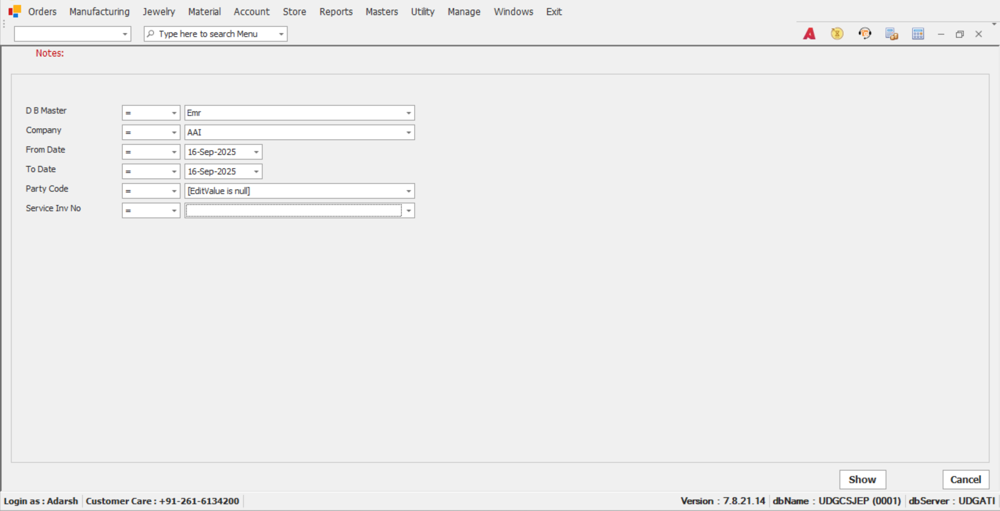 Orders Manufacturing Jewelry Material Account Store Reports Masters Utility Manage Windows Exit
Type here to search Menu
Notes:
D B Master = Emr
Company = AAI
From Date = 16-Sep-2025
To Date = 16-Sep-2025
Party Code = [EditValue is null]
Service Inv No =
Show Cancel
Login as : Adarsh Customer Care : +91-261-6134200 Version : 7.8.21.14 dbName : UDGCSJEP (0001) dbServer : UDGATI